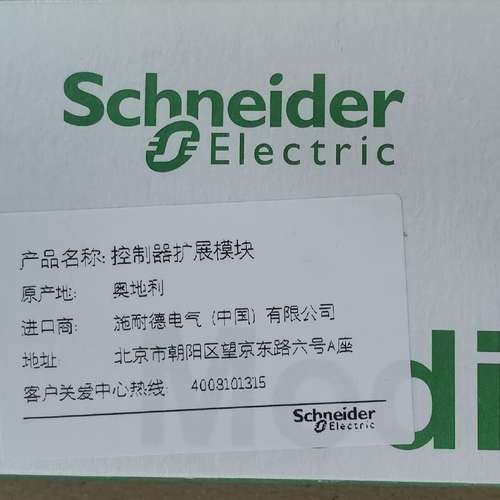 Schneider
Electric
产品名称: 控制器扩展模块
原产地: 奥地利
进口商: 施耐德电气 (中国) 有限公司
地址: 北京市朝阳区望京东路六号A座
客户关爱中心热线: 4008101315
Schneider
Electric
Modi